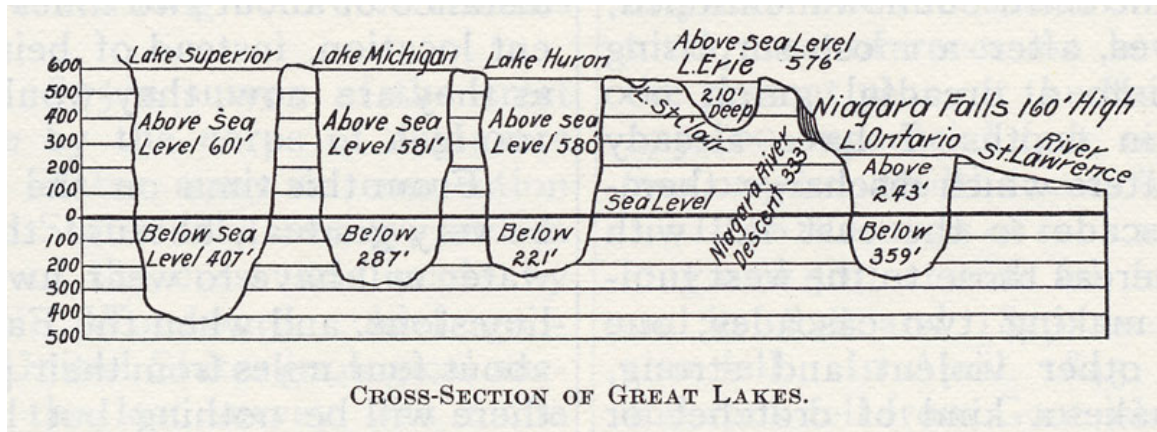 Above Sea Level
Lake Superior
Lake Michigan
Lake Huron
L. Erie
576'
600
500
400
300
200
100
0
100
200
300
400
500
Above Sea
Level 601'
Above sea
Level 581'
Above sea
Level 580'
210'
Deep
L. St Clair
Niagara Falls 160' High
L. Ontario
River
St. Lawrence
Above
243'
Niagara River
Descent 333'
Sea Level
Below Sea
Level 407'
Below
287'
Below
221'
Below
359'
CROSS-SECTION OF GREAT LAKES.